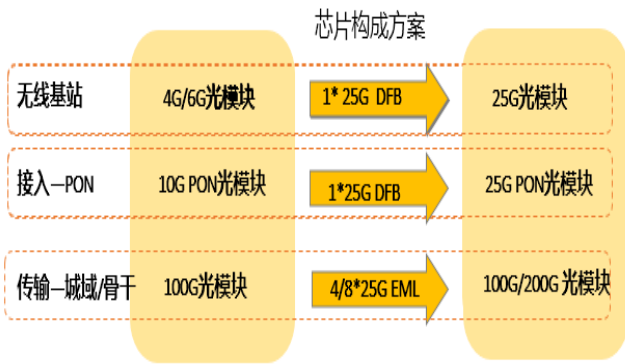 芯片构成方案
无线基站 4G/6G光模块 1* 25G DFB 25G光模块
接入—PON 10G PON光模块 1*25G DFB 25G PON光模块
传输—城域/骨干 100G光模块 4/8*25G EML 100G/200G 光模块